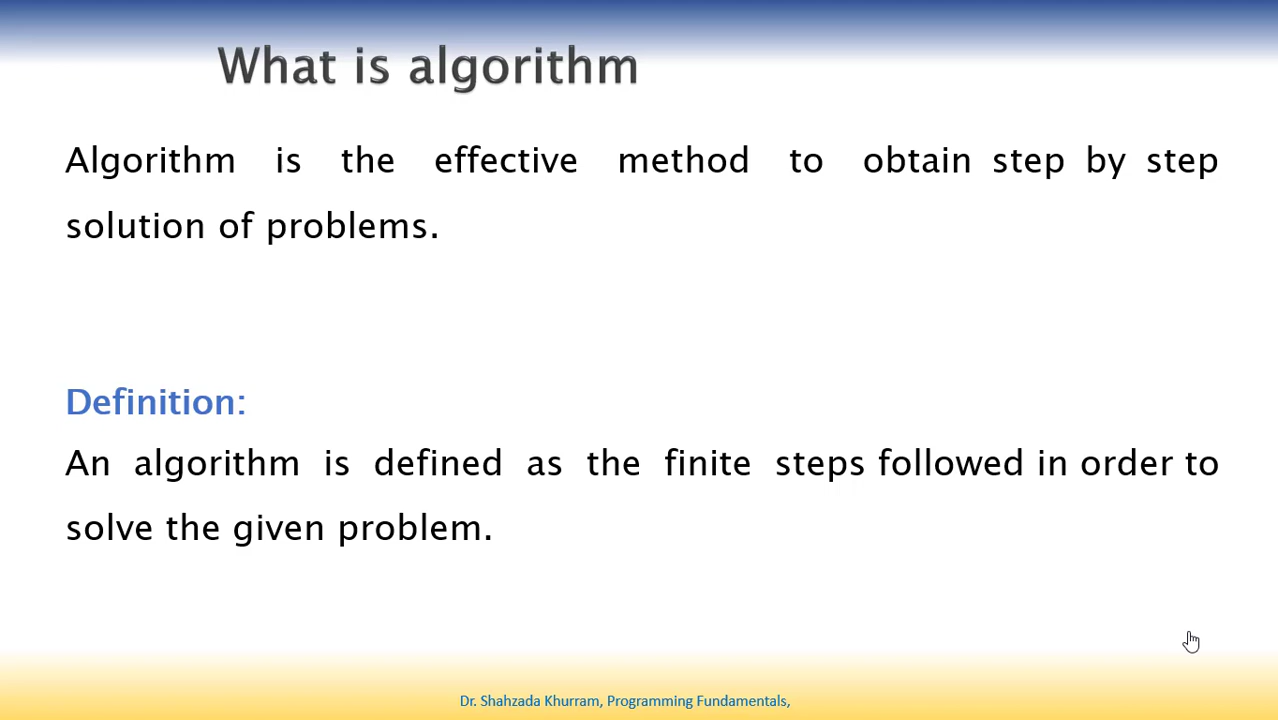 What is algorithm
Algorithm is the effective method to obtain step by step
solution of problems.
Definition:
An algorithm is defined as the finite steps followed in order to
solve the given problem.
Dr. Shahzada Khurram, Programming Fundamentals,